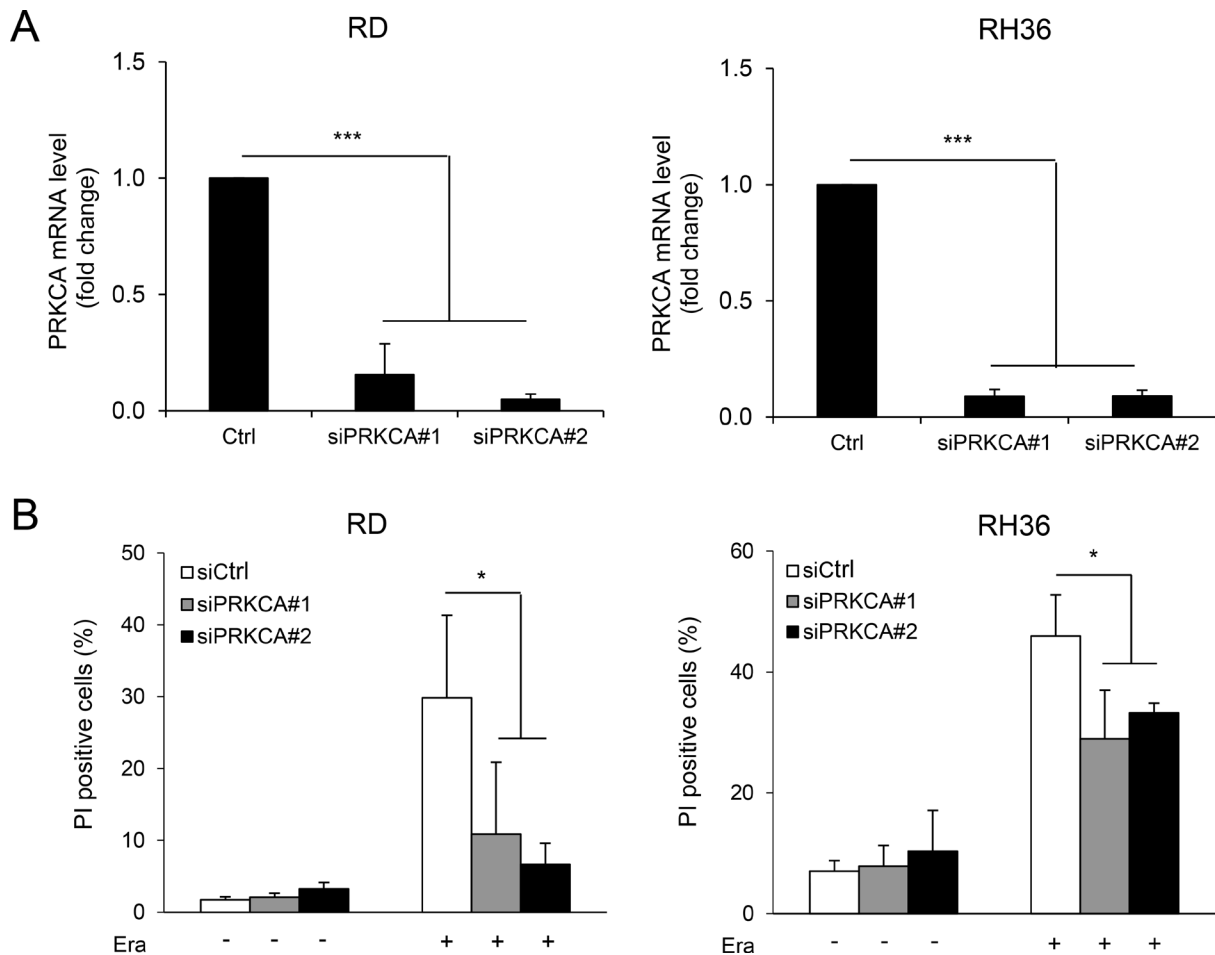 A
RD
PRKCA mRNA level
(fold change)
1.5
1.0
0.5
0.0
***
Ctrl
siPRKCA#1
siPRKCA#2
RH36
PRKCA mRNA level
(fold change)
1.5
1.0
0.5
0.0
***
Ctrl
siPRKCA#1
siPRKCA#2
B
RD
PI positive cells (%)
50
40
30
20
10
0
siCtrl
siPRKCA#1
siPRKCA#2
*
Era - - - + + +
RH36
PI positive cells (%)
60
40
20
0
siCtrl
siPRKCA#1
siPRKCA#2
*
Era - - - + + +